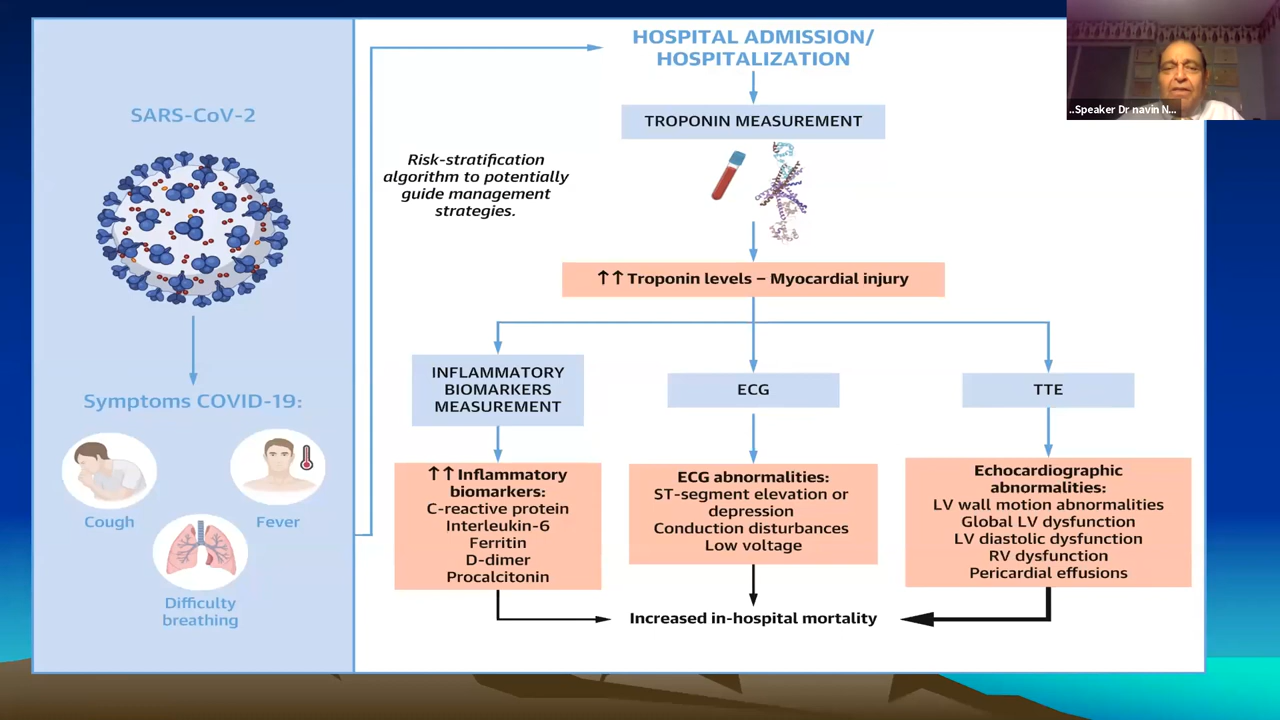 SARS-CoV-2
Symptoms COVID-19:
Cough
Fever
Difficulty
breathing
HOSPITAL ADMISSION/
HOSPITALIZATION
TROPONIN MEASUREMENT
Risk-stratification
algorithm to potentially
guide management
strategies.
↑↑ Troponin levels – Myocardial injury
INFLAMMATORY
BIOMARKERS
MEASUREMENT
ECG
TTE
↑↑ Inflammatory
biomarkers:
C-reactive protein
Interleukin-6
Ferritin
D-dimer
Procalcitonin
ECG abnormalities:
ST-segment elevation or
depression
Conduction disturbances
Low voltage
Echocardiographic
abnormalities:
LV wall motion abnormalities
Global LV dysfunction
LV diastolic dysfunction
RV dysfunction
Pericardial effusions
Increased in-hospital mortality
..Speaker Dr navin N...